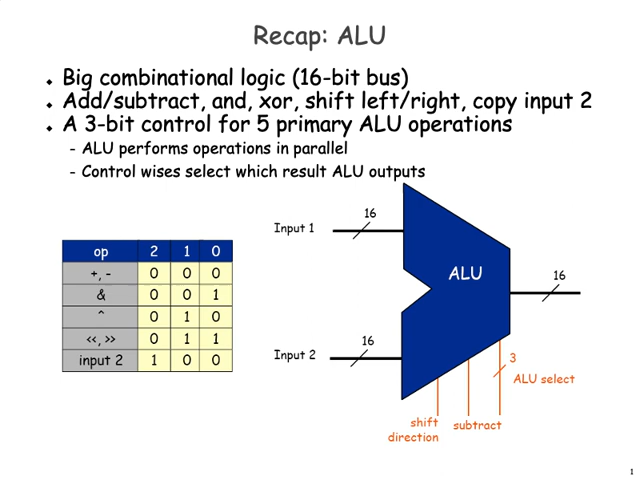 Recap: ALU
Big combinational logic (16-bit bus)
Add/subtract, and, xor, shift left/right, copy input 2
A 3-bit control for 5 primary ALU operations
- ALU performs operations in parallel
- Control wises select which result ALU outputs
op 2 1 0
+, - 0 0 0
& 0 0 1
^ 0 1 0
<<, >> 0 1 1
input 2 1 0 0
16
Input 1
ALU
16
16
Input 2
3
ALU select
shift
direction
subtract
1